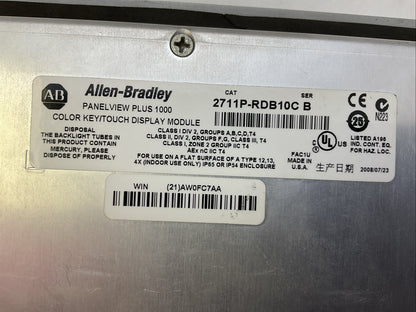 AB Allen-Bradley CAT SER
PANELVIEW PLUS 1000 2711P-RDB10C B
COLOR KEY/TOUCH DISPLAY MODULE
DISPOSAL
THE BACKLIGHT TUBES IN
THIS PRODUCT CONTAIN
MERCURY, PLEASE
DISPOSE OF PROPERLY
CLASS I DIV 2, GROUPS A,B,C,D, T4
CLASS II, DIV 2, GROUPS F,G, CLASS III, T4
CLASS I, ZONE 2 GROUP IIC T4
AEx nC IIC T4
FOR USE ON A FLAT SURFACE OF A TYPE 12,13,
4X (INDOOR USE ONLY) IP65 OR IP54 ENCLOSURE
CE
N223
25
UL
LISTED A196
IND. CONT. EQ.
FOR HAZ. LOC.
FAC1U
MADE IN
U.S.A.
生产日期 2008/07/23
WIN (21)AW0FC7AA